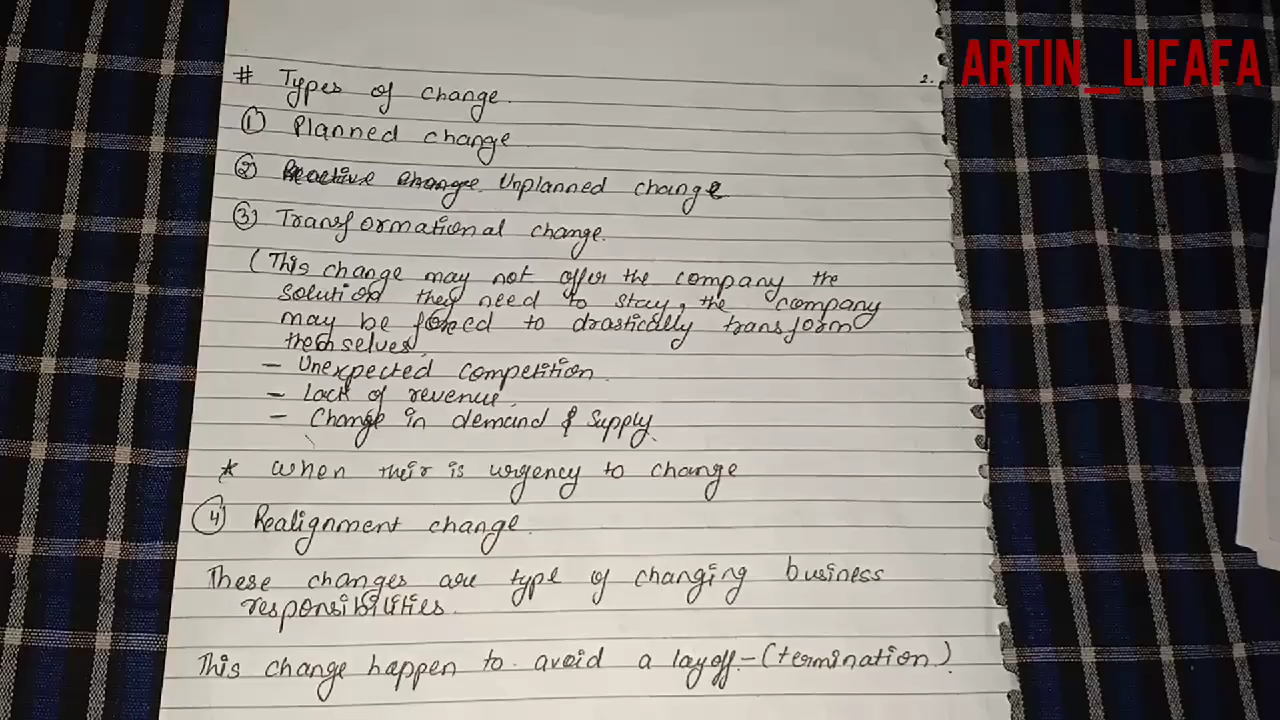 ARTIN_LIFAFA
2.
# Types of change.
① Planned change
② Reactive change Unplanned change
③ Transformational change.
(This change may not offer the company the
solution they need to stay, the company
may be forced to drastically transform
themselves.
- Unexpected competition.
- Lack of revenue.
- Change in demand & Supply.
* when their is urgency to change
④ Realignment change.
These changes are type of changing business
responsibilities.
This change happen to avoid a layoff.-(termination)